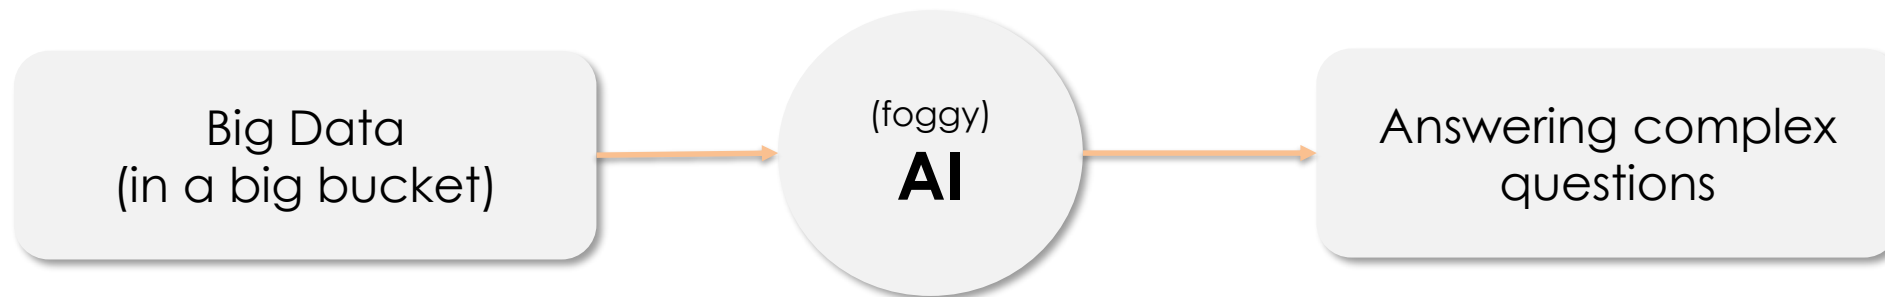 Big Data
(in a big bucket)
(foggy)
AI
Answering complex
questions